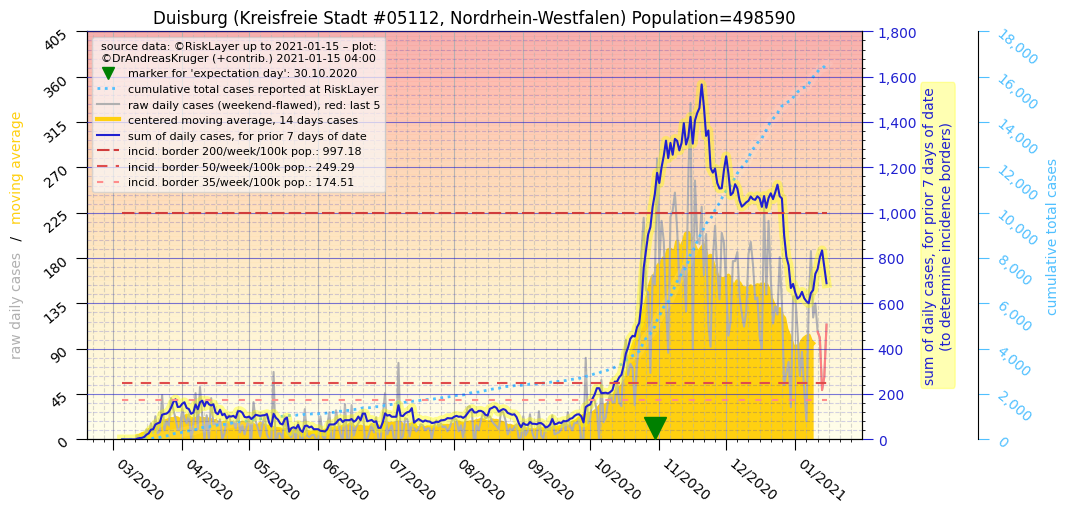 Duisburg (Kreisfreie Stadt #05112, Nordrhein-Westfalen) Population=498590
source data: ©RiskLayer up to 2021-01-15 – plot:
©DrAndreasKruger (+contrib.) 2021-01-15 04:00
marker for 'expectation day': 30.10.2020
cumulative total cases reported at RiskLayer
raw daily cases (weekend-flawed), red: last 5
centered moving average, 14 days cases
sum of daily cases, for prior 7 days of date
incid. border 200/week/100k pop.: 997.18
incid. border 50/week/100k pop.: 249.29
incid. border 35/week/100k pop.: 174.51
raw daily cases / moving average
405
360
315
270
225
180
135
90
45
0
03/2020
04/2020
05/2020
06/2020
07/2020
08/2020
09/2020
10/2020
11/2020
12/2020
01/2021
1,800
1,600
1,400
1,200
1,000
800
600
400
200
0
sum of daily cases, for prior 7 days of date
(to determine incidence borders)
18,000
16,000
14,000
12,000
10,000
8,000
6,000
4,000
2,000
0
cumulative total cases